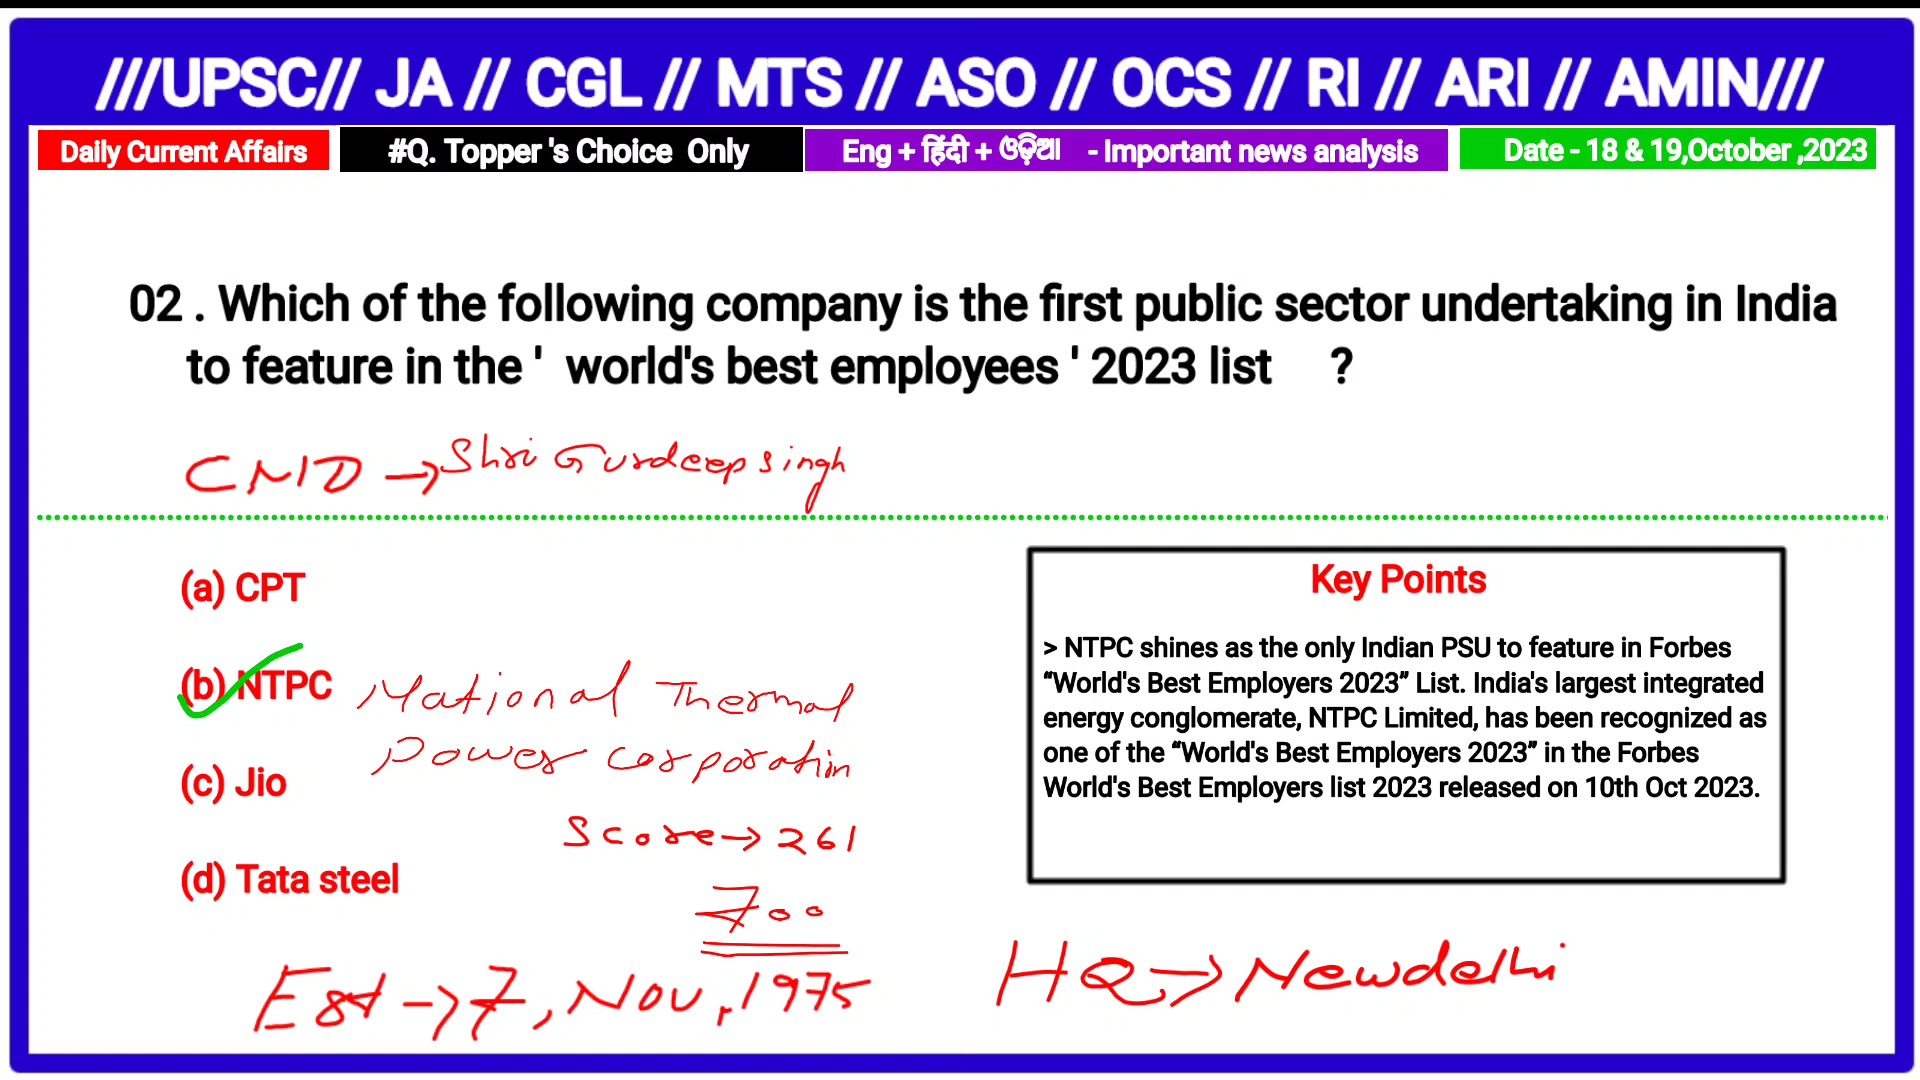 ///UPSC// JA // CGL // MTS // ASO // OCS // RI // ARI // AMIN///
Daily Current Affairs #Q. Topper 's Choice Only Eng + हिंदी + ଓଡ଼ିଆ - Important news analysis Date - 18 & 19,October ,2023
02 . Which of the following company is the first public sector undertaking in India
to feature in the ' world's best employees ' 2023 list ?
CMD → Shri Gurdeep singh
(a) CPT
(b) NTPC National Thermal
Power Corporation
(c) Jio
Score → 261
(d) Tata steel
700
Est → 7, Nov, 1975
Key Points
> NTPC shines as the only Indian PSU to feature in Forbes
“World's Best Employers 2023” List. India's largest integrated
energy conglomerate, NTPC Limited, has been recognized as
one of the “World's Best Employers 2023” in the Forbes
World's Best Employers list 2023 released on 10th Oct 2023.
HQ → Newdelhi